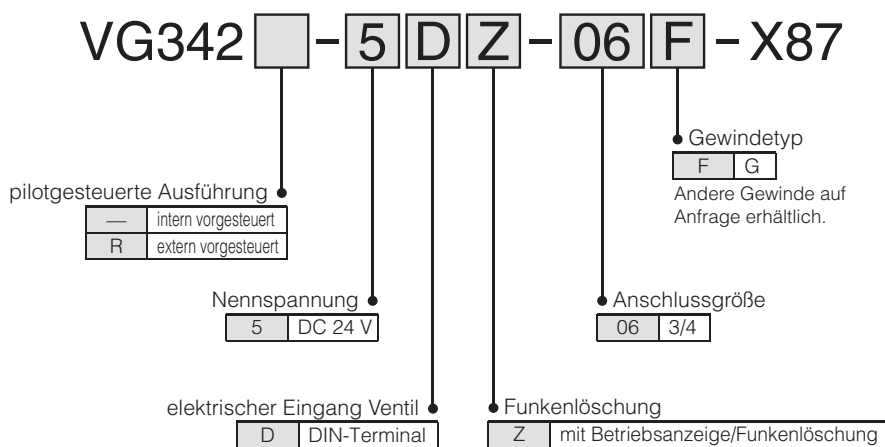 VG342 - 5 D Z - 06 F - X87
Gewindetyp
F G
Andere Gewinde auf
Anfrage erhältlich.
pilotgesteuerte Ausführung
— intern vorgesteuert
R extern vorgesteuert
Nennspannung
5 DC 24 V
Anschlussgröße
06 3/4
elektrischer Eingang Ventil
D DIN-Terminal
Funkenlöschung
Z mit Betriebsanzeige/Funkenlöschung